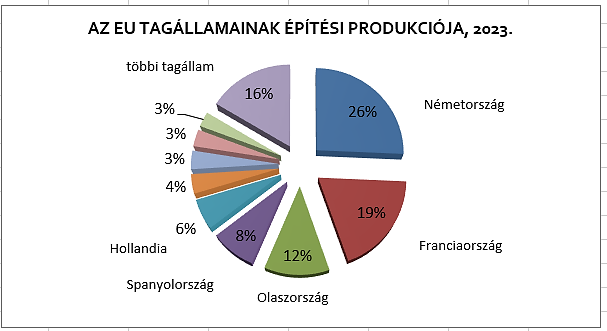 AZ EU TAGÁLLAMAINAK ÉPÍTÉSI PRODUKCIÓJA, 2023.
többi tagállam
16%
26%
Németország
3%
3%
3%
4%
19%
6%
8%
12%
Hollandia
Franciaország
Spanyolország
Olaszország